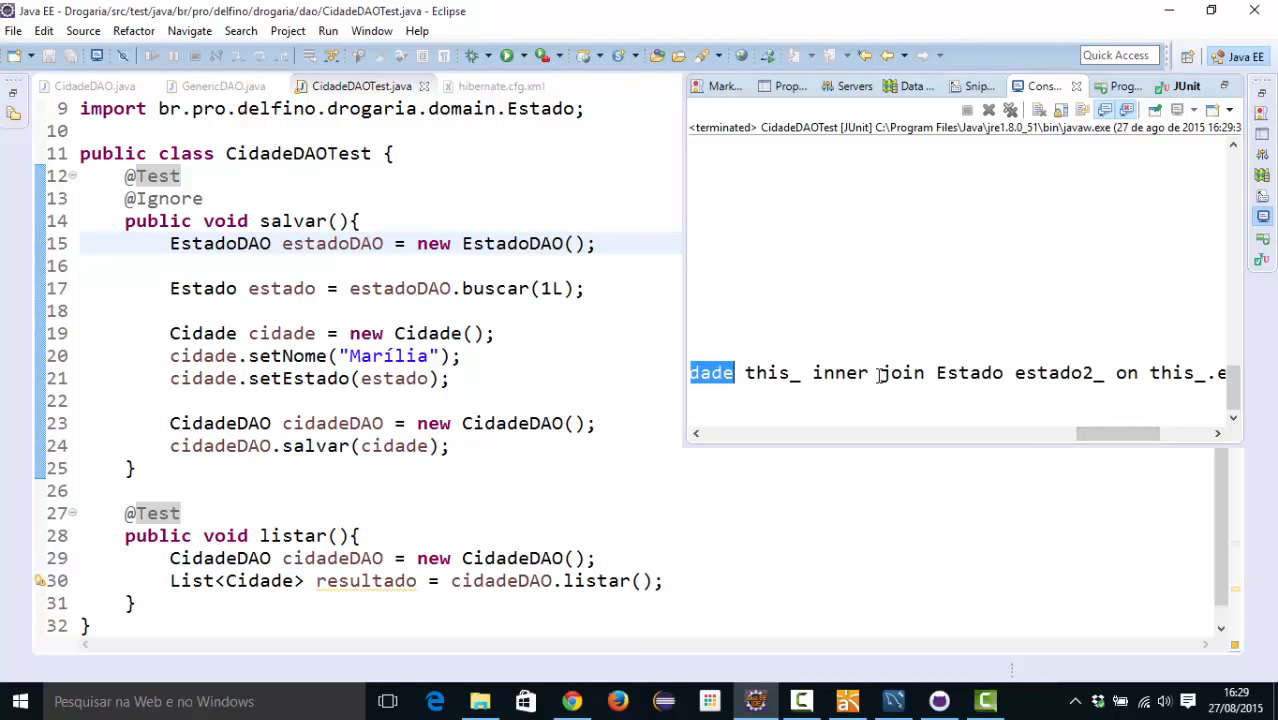 Java EE - Drogaria/src/test/java/br/pro/delfino/drogaria/dao/CidadeDAOTest.java - Eclipse
File Edit Source Refactor Navigate Search Project Run Window Help
Quick Access
Java EE
CidadeDAO.java GenericDAO.java CidadeDAOTest.java hibernate.cfg.xml
Mark... Prop... Servers Data ... Snip... Cons... Prog... JUnit
<terminated> CidadeDAOTest [JUnit] C:\Program Files\Java\jre1.8.0_51\bin\javaw.exe (27 de ago de 2015 16:29:3
9 import br.pro.delfino.drogaria.domain.Estado;
10
11 public class CidadeDAOTest {
12 @Test
13 @Ignore
14 public void salvar(){
15 EstadoDAO estadoDAO = new EstadoDAO();
16
17 Estado estado = estadoDAO.buscar(1L);
18
19 Cidade cidade = new Cidade();
20 cidade.setNome("Marília");
21 cidade.setEstado(estado);
22
23 CidadeDAO cidadeDAO = new CidadeDAO();
24 cidadeDAO.salvar(cidade);
25 }
26
27 @Test
28 public void listar(){
29 CidadeDAO cidadeDAO = new CidadeDAO();
30 List<Cidade> resultado = cidadeDAO.listar();
31 }
32 }
dade this_ inner join Estado estado2_ on this_.e
Pesquisar na Web e no Windows
16:29
27/08/2015